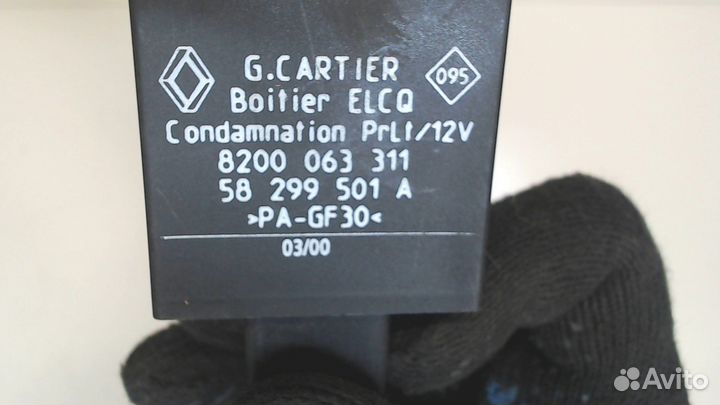 G.CARTIER
095
Boitier ELCQ
Condamnation PrLt/12V
8200 063 311
58 299 501 A
>PA-GF30<
03/00
Avito